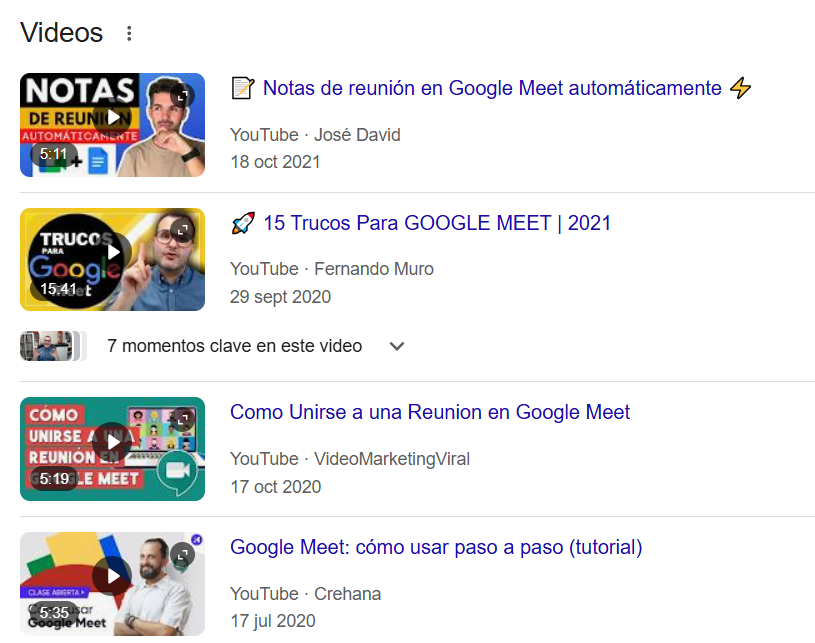 Videos
NOTAS
DE REUNIÓN
AUTOMÁTICAMENTE
5:11
📝 Notas de reunión en Google Meet automáticamente ⚡
YouTube · José David
18 oct 2021
TRUCOS
PARA
Google
Meet
15:41
🚀 15 Trucos Para GOOGLE MEET | 2021
YouTube · Fernando Muro
29 sept 2020
7 momentos clave en este video
CÓMO
UNIRSE A UNA
REUNIÓN EN
GOOGLE MEET
5:19
Como Unirse a una Reunion en Google Meet
YouTube · VideoMarketingViral
17 oct 2020
CLASE ABIERTA
Cómo usar
Google Meet
5:35
Google Meet: cómo usar paso a paso (tutorial)
YouTube · Crehana
17 jul 2020